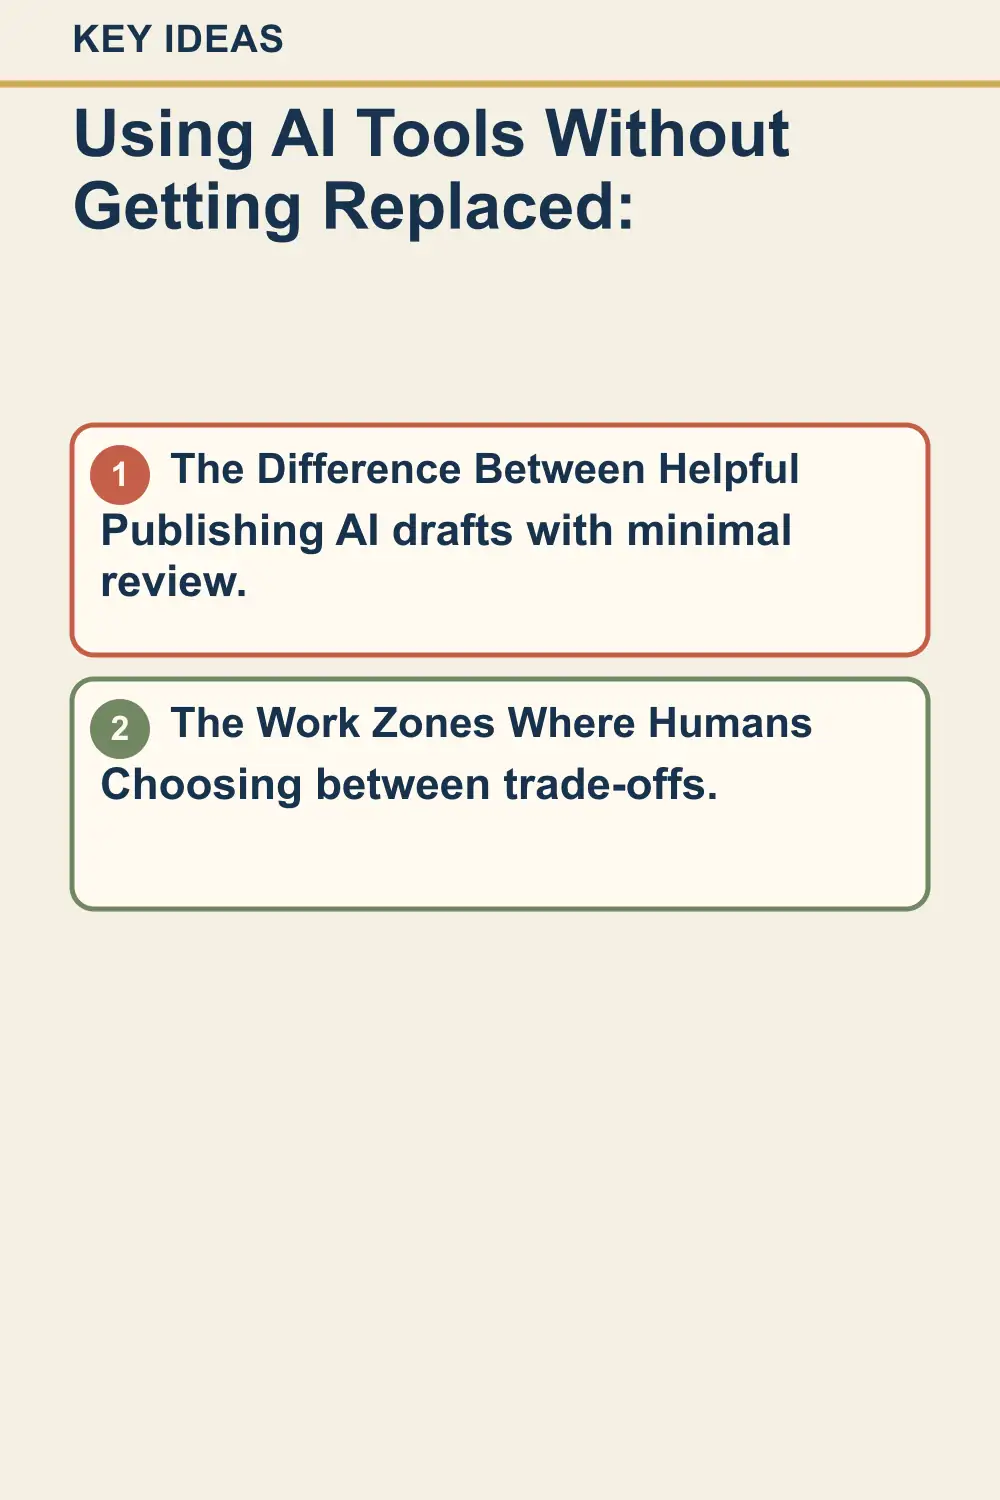 KEY IDEAS
Using AI Tools Without
Getting Replaced:
1 The Difference Between Helpful
Publishing AI drafts with minimal
review.
2 The Work Zones Where Humans
Choosing between trade-offs.